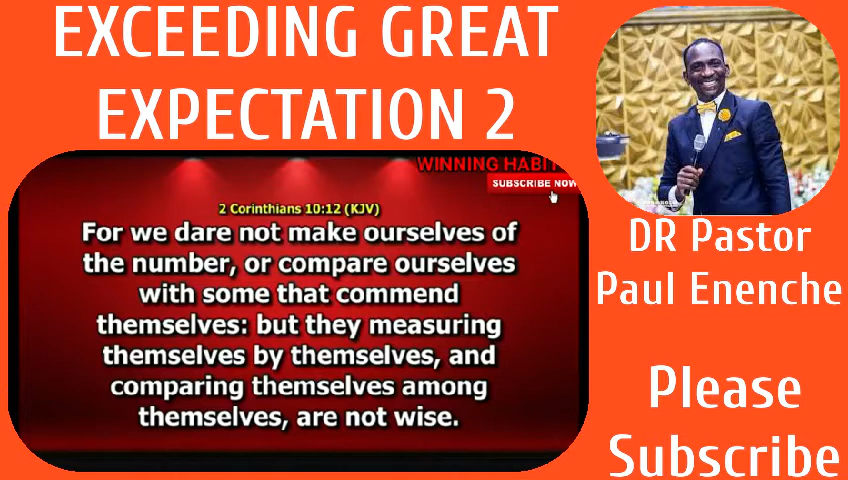 EXCEEDING GREAT
EXPECTATION 2
WINNING HABIT
SUBSCRIBE NOW
2 Corinthians 10:12 (KJV)
For we dare not make ourselves of
the number, or compare ourselves
with some that commend
themselves: but they measuring
themselves by themselves, and
comparing themselves among
themselves, are not wise.
DR Pastor
Paul Enenche
Please
Subscribe